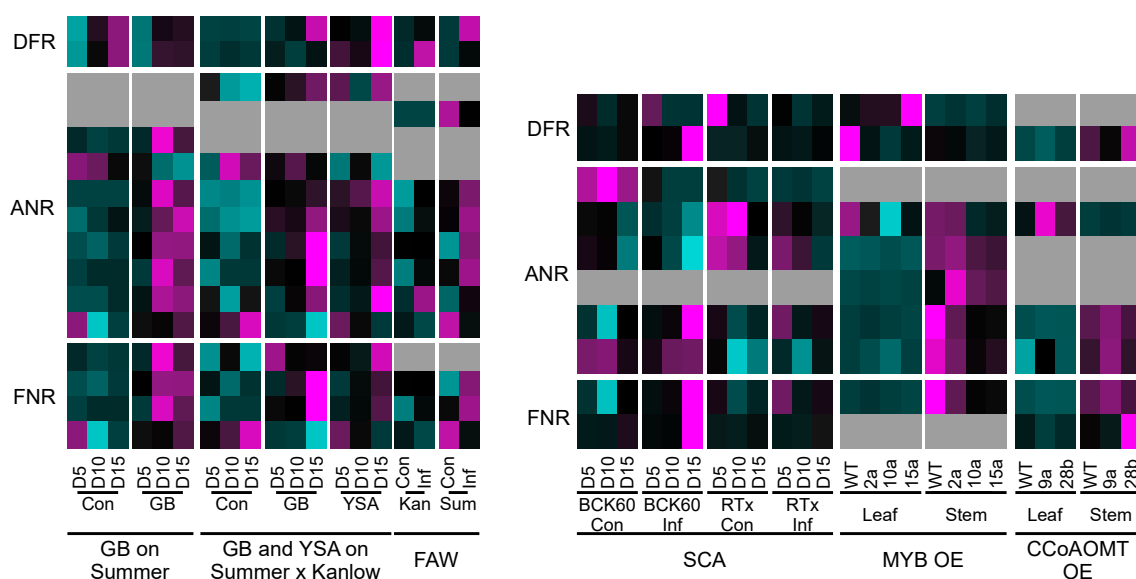 DFR
ANR
FNR
D5 D10 D15 D5 D10 D15 D5 D10 D15 D5 D10 D15 D5 D10 D15 Con Inf Con Inf
Con GB Con GB YSA Kan Sum
GB on Summer
GB and YSA on Summer x Kanlow
FAW
DFR
ANR
FNR
D5 D10 D15 D5 D10 D15 D5 D10 D15 D5 D10 D15 WT 2a 10a 15a WT 2a 10a 15a WT 9a 28b WT 9a 28b
BCK60 Con BCK60 Inf RTx Con RTx Inf Leaf Stem Leaf Stem
SCA
MYB OE
CCoAOMT OE